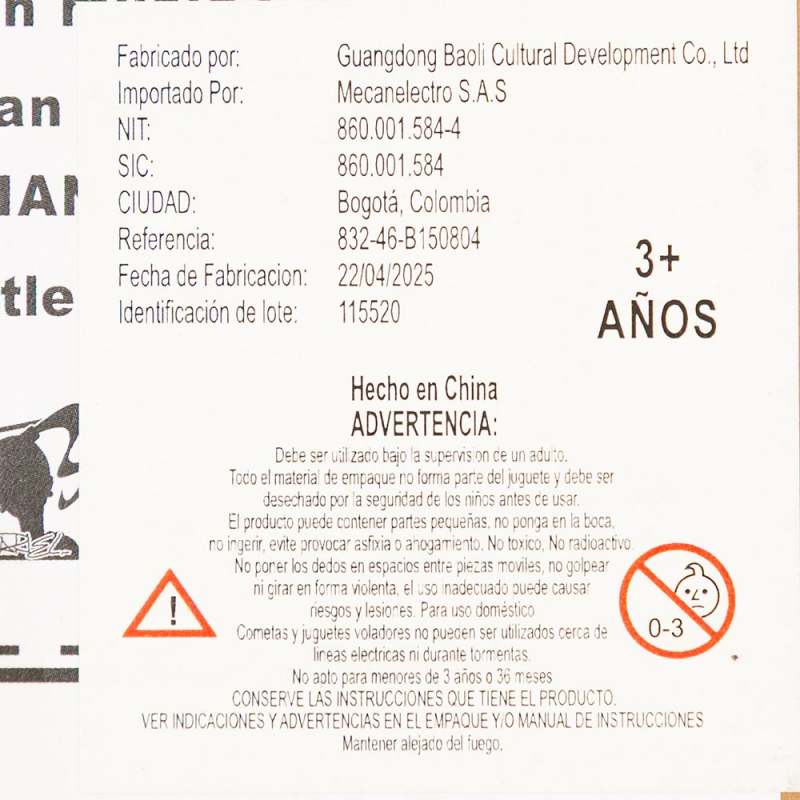 an
tle
Fabricado por: Guangdong Baoli Cultural Development Co., Ltd
Importado Por: Mecanelectro S.A.S
NIT: 860.001.584-4
SIC: 860.001.584
CIUDAD: Bogotá, Colombia
Referencia: 832-46-B150804
Fecha de Fabricacion: 22/04/2025
Identificación de lote: 115520
3+
AÑOS
Hecho en China
ADVERTENCIA:
Debe ser utilizado bajo la supervision de un adulto.
Todo el material de empaque no forma parte del juguete y debe ser
desechado por la seguridad de los niños antes de usar.
El producto puede contener partes pequeñas, no ponga en la boca,
no ingerir, evite provocar asfixia o ahogamiento. No toxico, No radioactivo.
No poner los dedos en espacios entre piezas moviles, no golpear
ni girar en forma violenta, el uso inadecuado puede causar
riesgos y lesiones. Para uso doméstico
Cometas y juguetes voladores no pueden ser utilizados cerca de
lineas electricas ni durante tormentas.
No apto para menores de 3 años o 36 meses
CONSERVE LAS INSTRUCCIONES QUE TIENE EL PRODUCTO.
VER INDICACIONES Y ADVERTENCIAS EN EL EMPAQUE Y/O MANUAL DE INSTRUCCIONES
Mantener alejado del fuego.
!
0-3